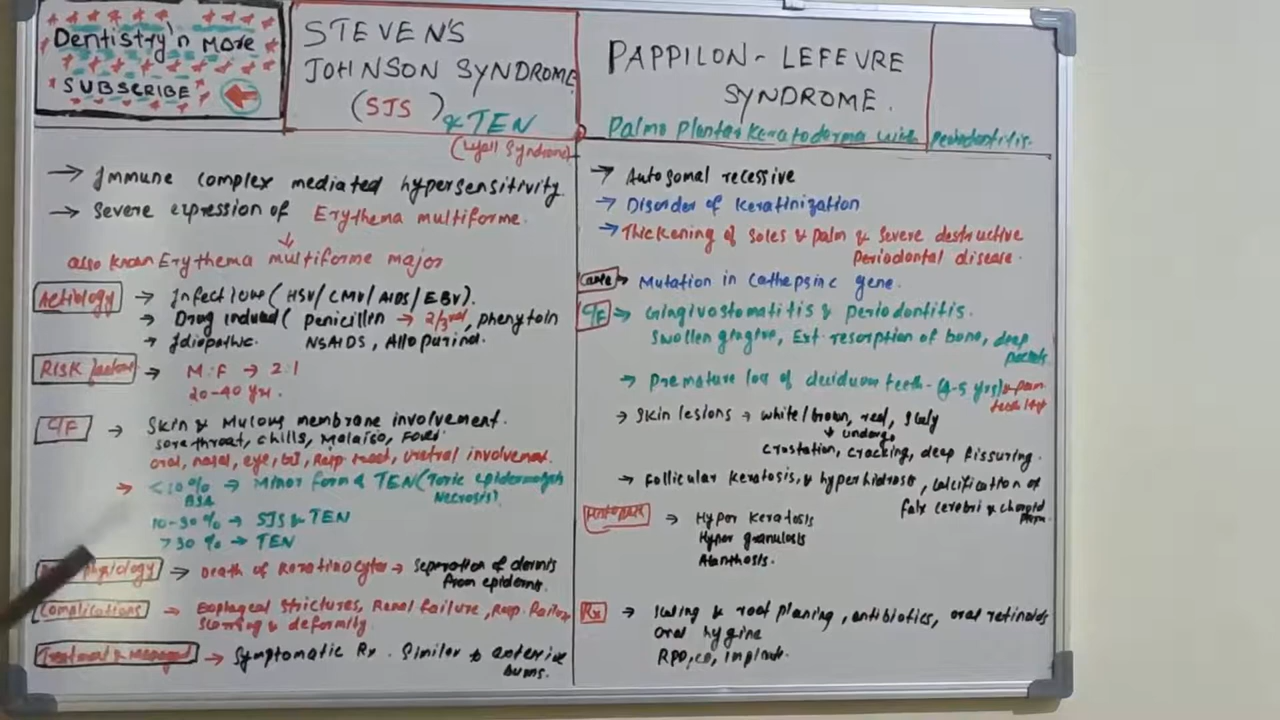 Dentistry'n More
SUBSCRIBE
STEVEN'S
JOHNSON SYNDROME
(SJS) & TEN
(Lyell Syndrome)
→ Immune complex mediated hypersensitivity.
→ Severe expression of Erythema multiforme.
also known Erythema multiforme major
Aetiology → Infections (HSV/CMV/AIDS/EBV).
→ Drug induced (Penicillin → 2/3rd, phenytoin
→ Idiopathic. NSAIDS, Allopurinol.
RISK factors → M:F → 2:1
20-40 yrs.
C/F → Skin & Mucous membrane involvement.
sore throat, chills, Malaise, Fever
oral, nasal, eye, GI, Resp. tract, uretral involvement.
→ <10% → Minor form & TEN (Toxic epidermolysis
BSA Necrosis)
10-30% → SJS & TEN
>30% → TEN
physiology → Death of Keratinocytes → Separation of dermis
from epidermis.
Complications → Esophageal strictures, Renal failure, Resp. Failure
Scarring & deformity.
Treatment & → Symptomatic Rx. Similar to
burns.
PAPPILON-LEFEVRE
SYNDROME.
Palmo Plantar Keratoderma with Periodontitis.
→ Autosomal recessive
→ Disorder of Keratinization
→ Thickening of soles & palm & severe destructive
Periodontal disease.
Cause → Mutation in Cathepsinc gene.
C/F → Gingivostomatitis & periodontitis.
Swollen gingiva, Ext. resorption of bone, deep
pockets
→ Premature loss of deciduous teeth-(4-5 yrs) & perm
teeth
→ Skin lesions → white/brown, red, scaly
↓ undergo
Crustation, cracking, deep fissuring.
→ Follicular keratosis, & hyperhidrosis, calcification of
falx cerebri & choroid
→ Hyper keratosis
Hyper granulosis
Acanthosis.
Rx → Scaling & root planing, antibiotics, oral retinoids
oral hygine
RPD, CD, Implants.